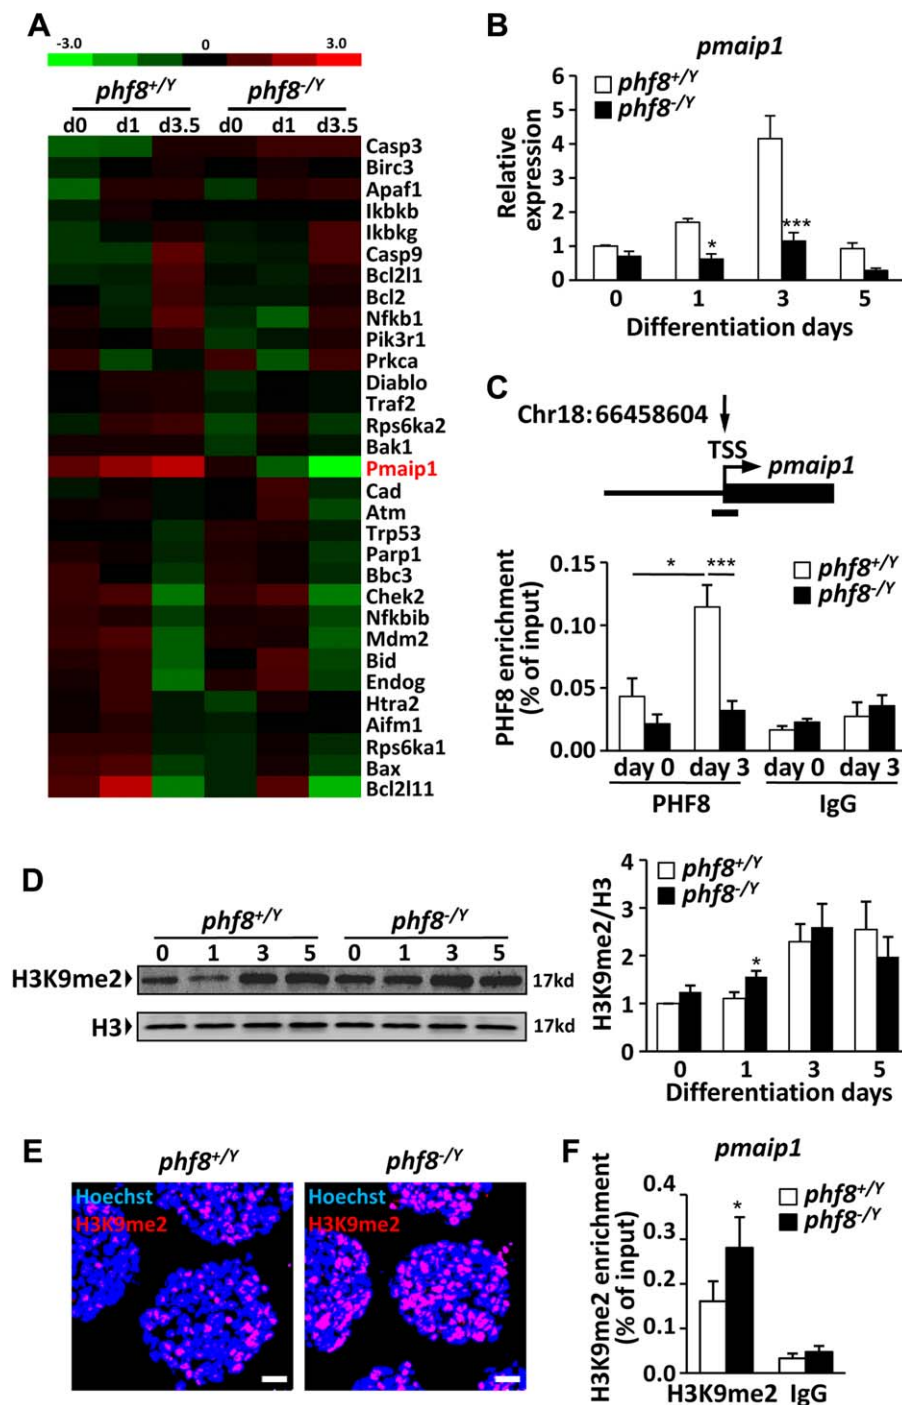 A
-3.0 0 3.0
phf8+/Y phf8-/Y
d0 d1 d3.5 d0 d1 d3.5
Casp3
Birc3
Apaf1
Ikbkb
Ikbkg
Casp9
Bcl2l1
Bcl2
Nfkb1
Pik3r1
Prkca
Diablo
Traf2
Rps6ka2
Bak1
Pmaip1
Cad
Atm
Trp53
Parp1
Bbc3
Chek2
Nfkbib
Mdm2
Bid
Endog
Htra2
Aifm1
Rps6ka1
Bax
Bcl2l11
B
pmaip1
phf8+/Y
phf8-/Y
Relative
expression
6
5
4
3
2
1
0
* ***
0 1 3 5
Differentiation days
C
Chr18:66458604
TSS
pmaip1
phf8+/Y
phf8-/Y
* ***
PHF8 enrichment
(% of input)
0.15
0.10
0.05
0.00
day 0 day 3 day 0 day 3
PHF8 IgG
D
phf8+/Y phf8-/Y
0 1 3 5 0 1 3 5
H3K9me2 17kd
H3 17kd
H3K9me2/H3
4
3
2
1
0
phf8+/Y
phf8-/Y
*
0 1 3 5
Differentiation days
E
phf8+/Y phf8-/Y
Hoechst Hoechst
H3K9me2 H3K9me2
F
pmaip1
H3K9me2 enrichment
(% of input)
0.4
0.3
0.2
0.1
0.0
phf8+/Y
phf8-/Y
*
H3K9me2 IgG